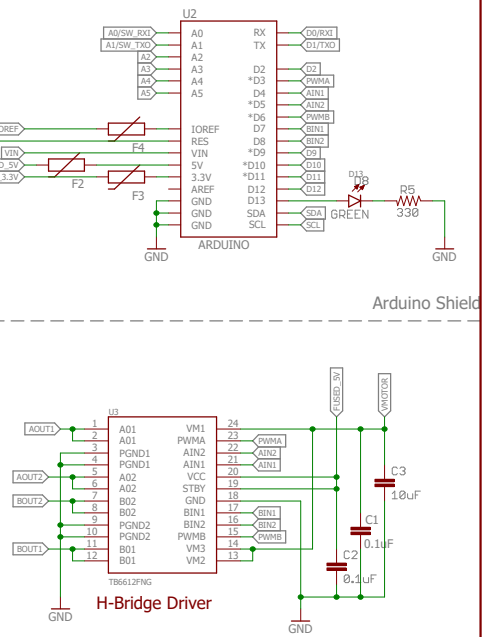 U2
A0/SW_RXI A0 RX D0/RXI
A1/SW_TXO A1 TX D1/TXO
A2 A2
A3 A3 D2 D2
A4 A4 *D3 PWMA
A5 A5 D4 AIN1
*D5 AIN2
*D6 PWMB
OREF IOREF D7 BIN1
F4 RES D8 BIN2
VIN VIN *D9 D9
D_5V 5V *D10 D10
F2 3.3V *D11 D11
_3.3V F3 AREF D12 D12
GND D13 D13 D8 R5
GND SDA SDA GREEN 330
GND SCL SCL
GND ARDUINO GND
Arduino Shield
FUSED_5V VMOTOR
U3
AOUT1 1 A01 VM1 24
2 A01 PWMA 23 PWMA
3 PGND1 AIN2 22 AIN2
4 PGND1 AIN1 21 AIN1
AOUT2 5 A02 VCC 20 C3
6 A02 STBY 19 10uF
BOUT2 7 B02 GND 18
8 B02 BIN1 17 BIN1
9 PGND2 BIN2 16 BIN2 C1
10 PGND2 PWMB 15 PWMB 0.1uF
BOUT1 11 B01 VM3 14 C2
12 B01 VM2 13 0.1uF
TB6612FNG
H-Bridge Driver
GND GND